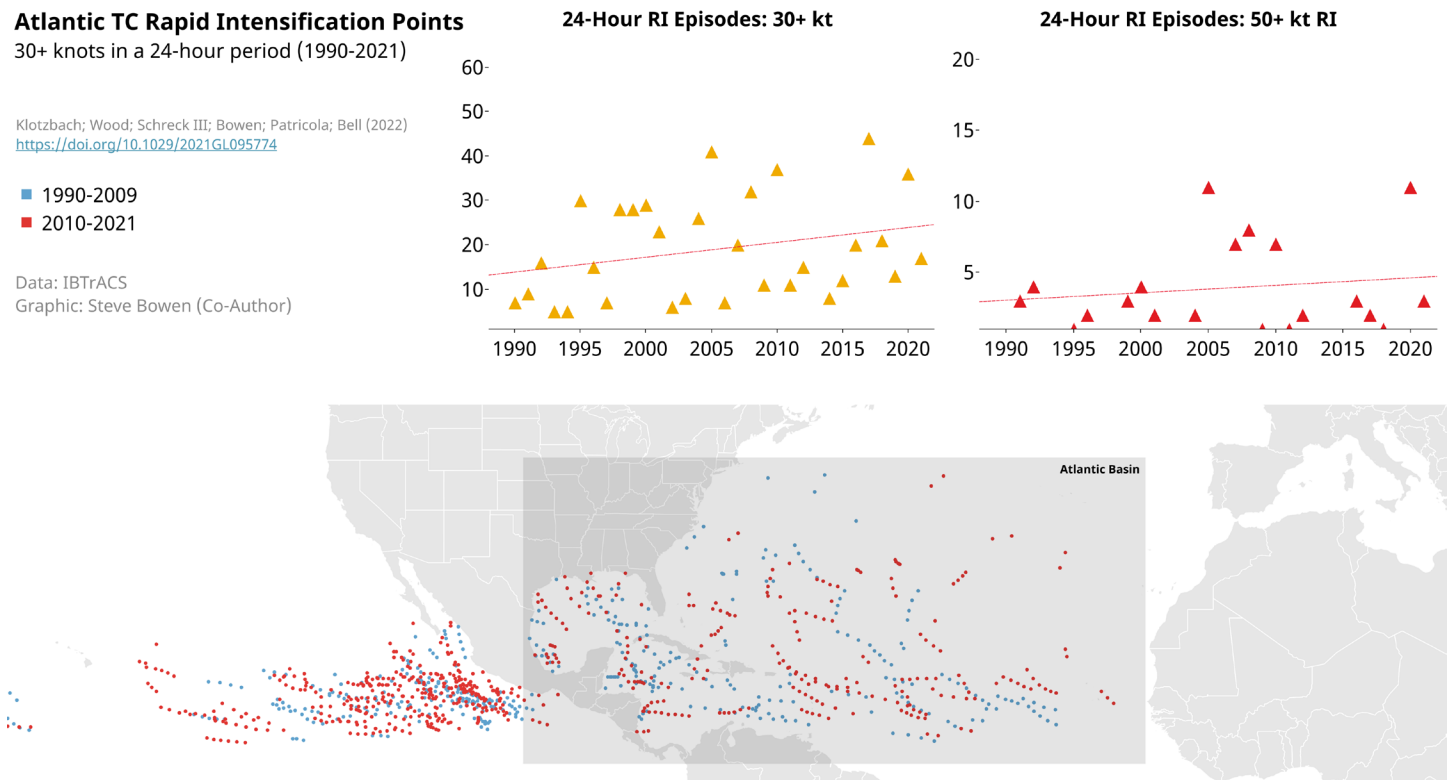 Atlantic TC Rapid Intensification Points
30+ knots in a 24-hour period (1990-2021)
Klotzbach; Wood; Schreck III; Bowen; Patricola; Bell (2022)
https://doi.org/10.1029/2021GL095774
1990-2009
2010-2021
Data: IBTrACS
Graphic: Steve Bowen (Co-Author)
24-Hour RI Episodes: 30+ kt
60
50
40
30
20
10
1990 1995 2000 2005 2010 2015 2020
24-Hour RI Episodes: 50+ kt RI
20
15
10
5
1990 1995 2000 2005 2010 2015 2020
Atlantic Basin